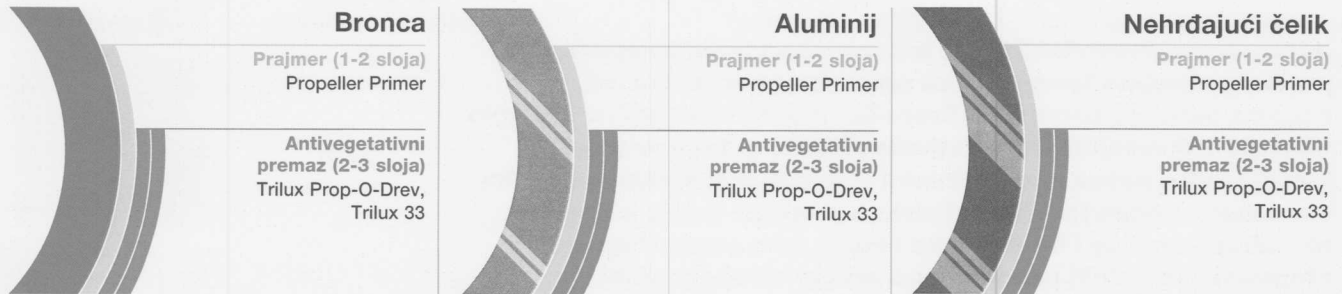 Bronca
Prajmer (1-2 sloja)
Propeller Primer
Antivegetativni
premaz (2-3 sloja)
Trilux Prop-O-Drev,
Trilux 33
Aluminij
Prajmer (1-2 sloja)
Propeller Primer
Antivegetativni
premaz (2-3 sloja)
Trilux Prop-O-Drev,
Trilux 33
Nehrđajući čelik
Prajmer (1-2 sloja)
Propeller Primer
Antivegetativni
premaz (2-3 sloja)
Trilux Prop-O-Drev,
Trilux 33